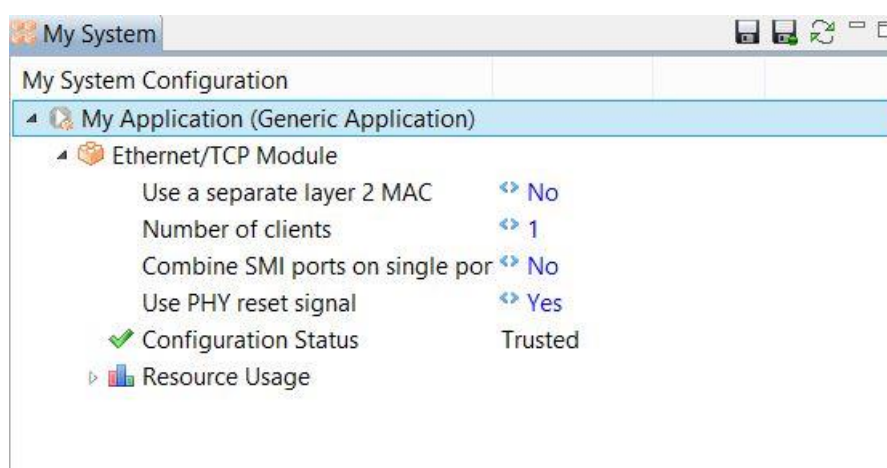 My System
My System Configuration
My Application (Generic Application)
Ethernet/TCP Module
Use a separate layer 2 MAC No
Number of clients 1
Combine SMI ports on single por No
Use PHY reset signal Yes
Configuration Status Trusted
Resource Usage